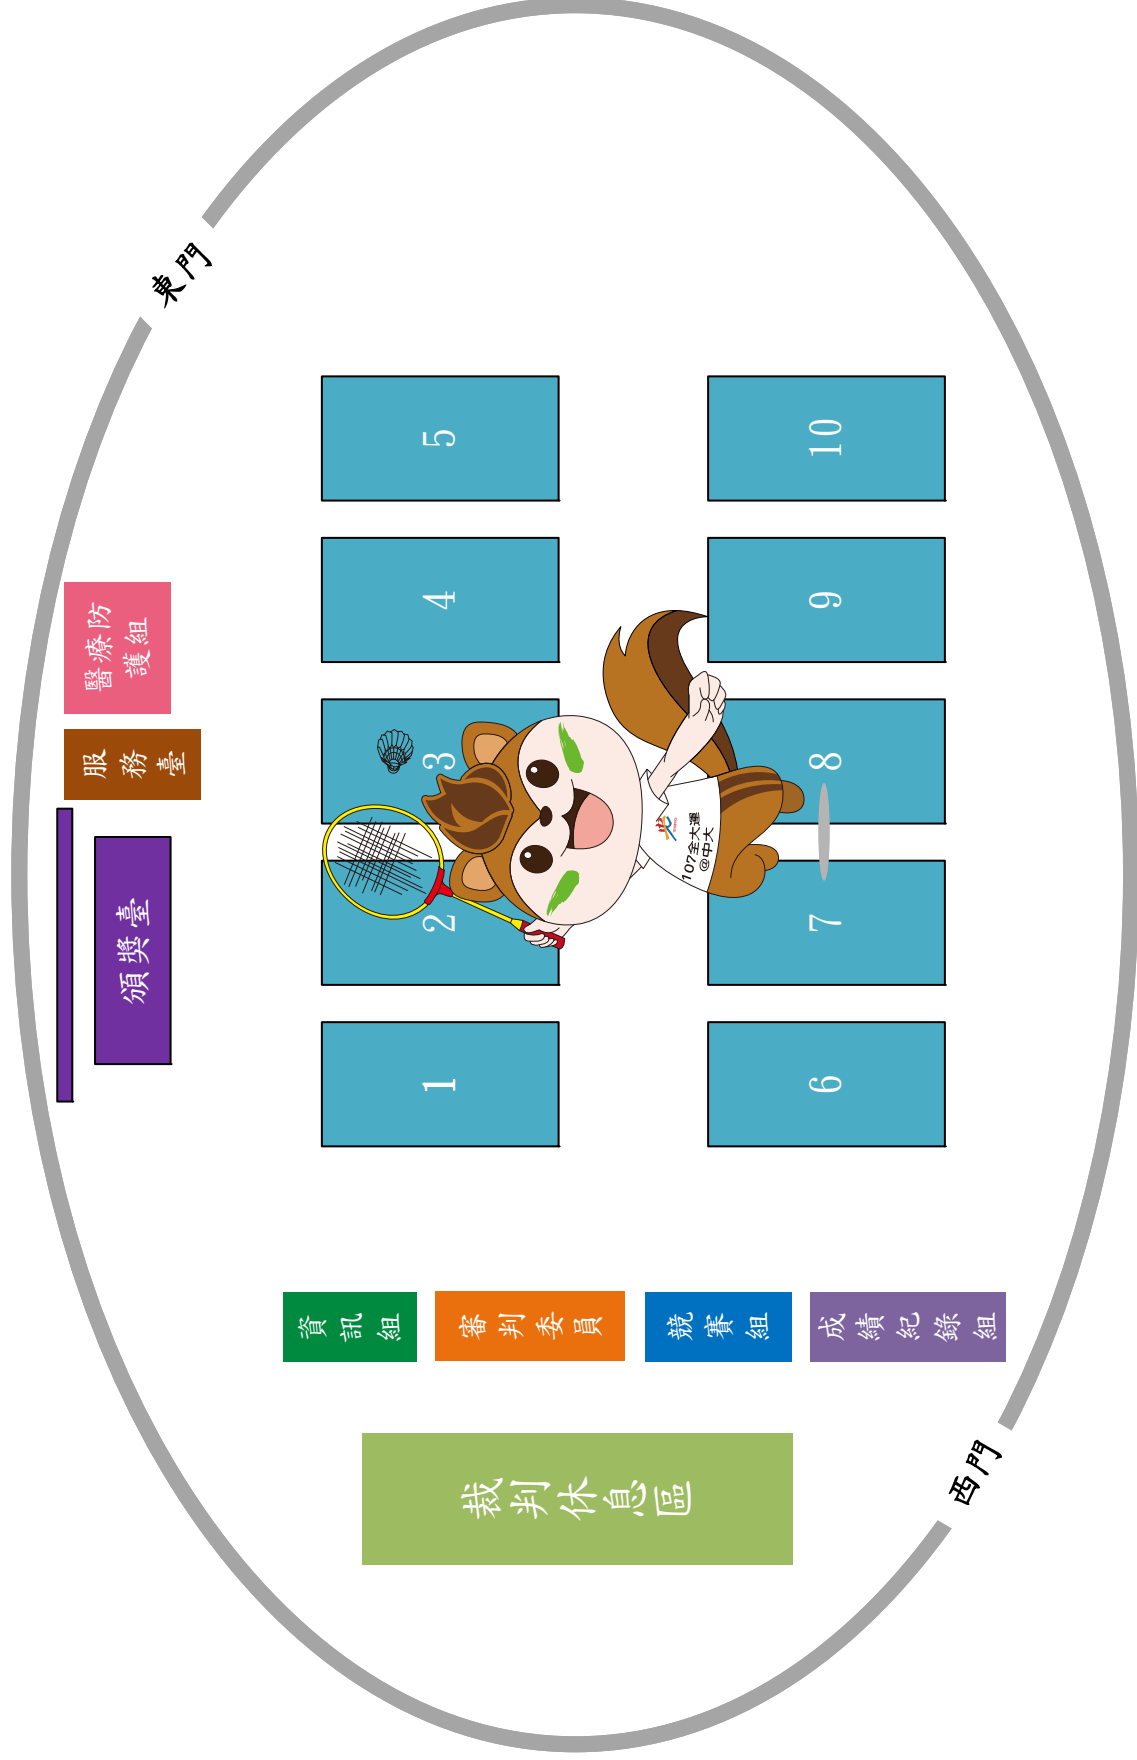 東門
醫療防
護組
服務臺
頒獎臺
5
4
3
2
1
10
9
8
7
6
107全大運
@中大
資訊組
審判委員
競賽組
成績紀錄組
裁判休息區
西門